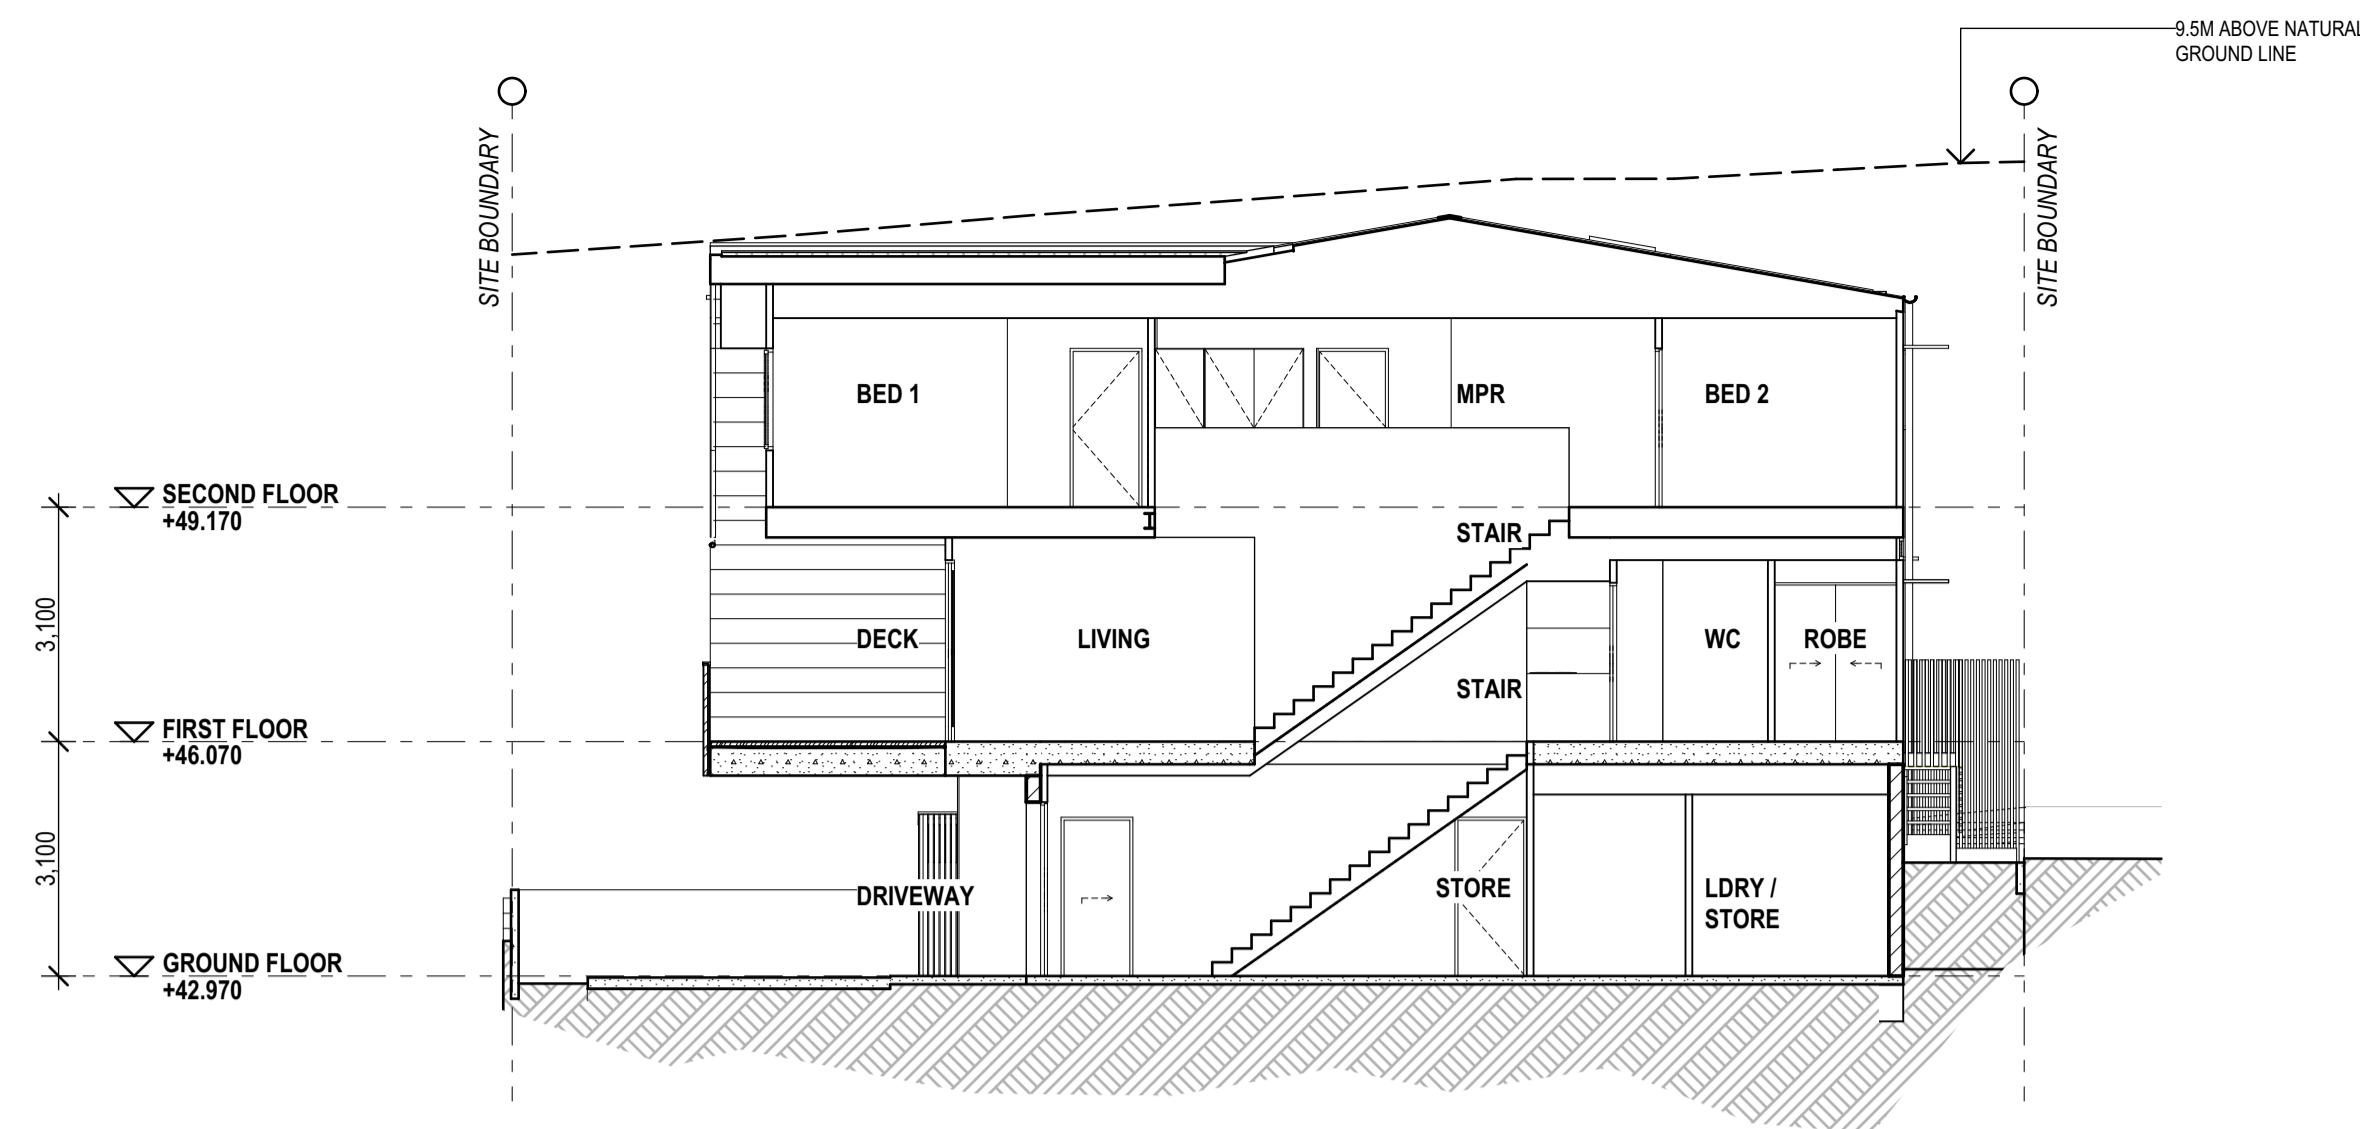 9.5M ABOVE NATURAL
GROUND LINE
SITE BOUNDARY
SITE BOUNDARY
BED 1
MPR
BED 2
SECOND FLOOR
+49.170
STAIR
3,100
DECK
LIVING
WC
ROBE
STAIR
FIRST FLOOR
+46.070
3,100
DRIVEWAY
STORE
LDRY /
STORE
GROUND FLOOR
+42.970